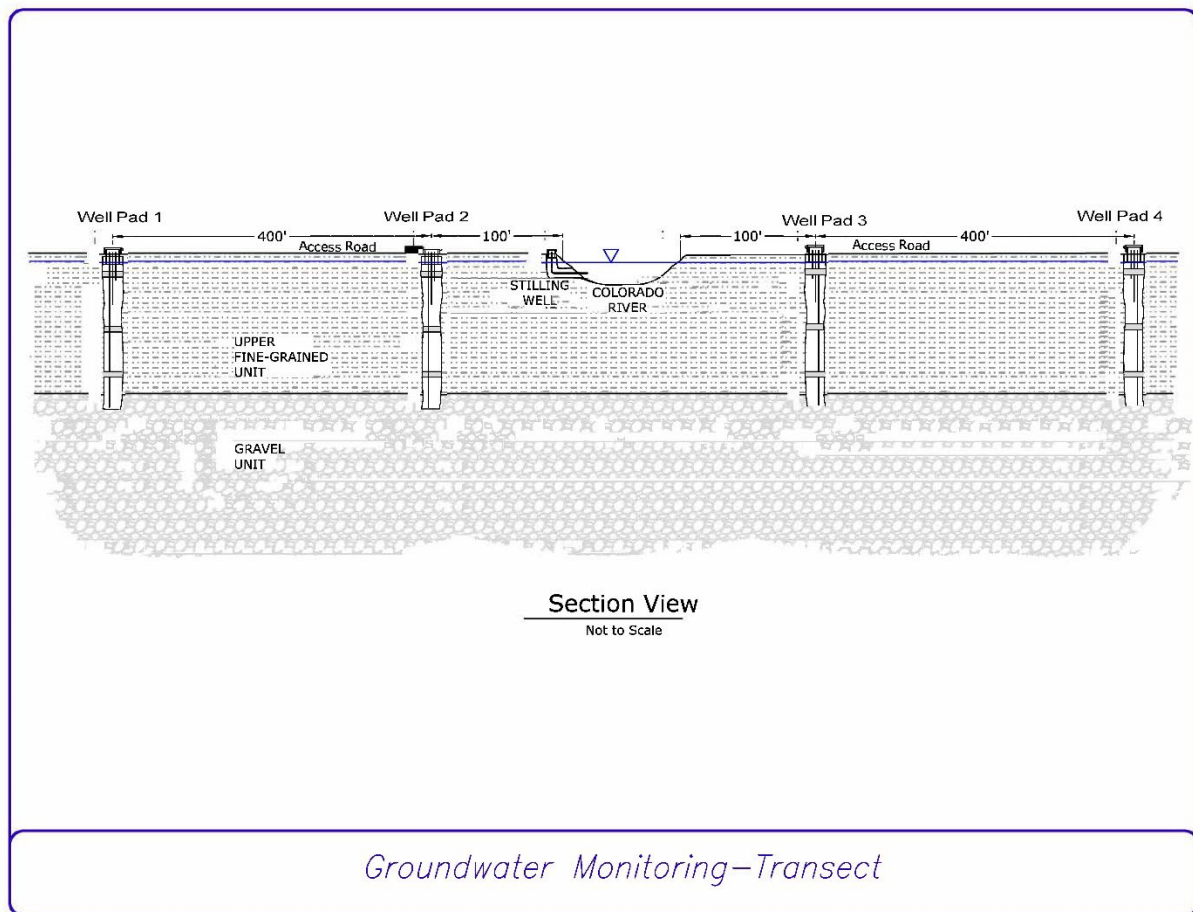 Well Pad 1
Well Pad 2
Well Pad 3
Well Pad 4
400'
100'
100'
400'
Access Road
Access Road
STILLING
WELL
COLORADO
RIVER
UPPER
FINE-GRAINED
UNIT
GRAVEL
UNIT
Section View
Not to Scale
Groundwater Monitoring-Transect